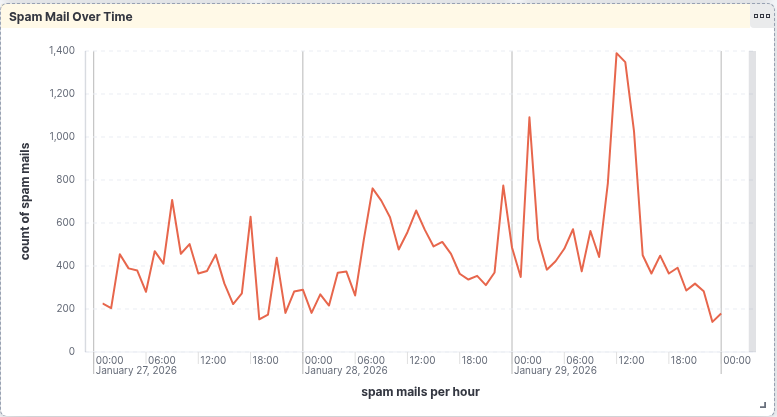 Spam Mail Over Time
1,400
1,200
1,000
800
600
400
200
0
count of spam mails
00:00 06:00 12:00 18:00 00:00 06:00 12:00 18:00 00:00 06:00 12:00 18:00 00:00
January 27, 2026 January 28, 2026 January 29, 2026
spam mails per hour